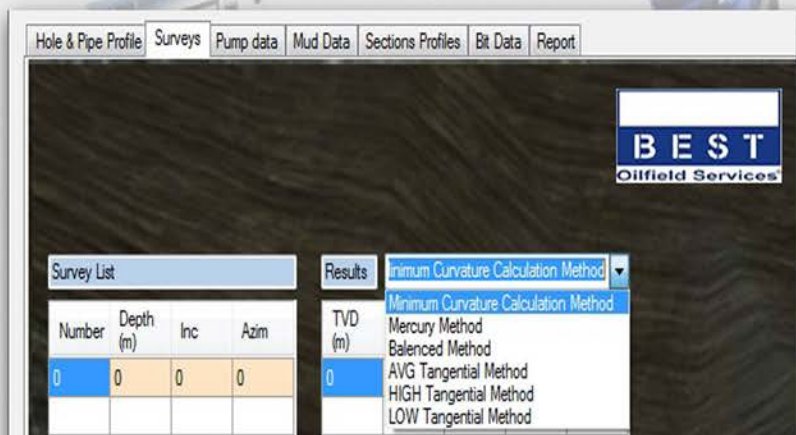 Hole & Pipe Profile Surveys Pump data Mud Data Sections Profiles Bit Data Report
BEST
Oilfield Services
Survey List
Number Depth (m) Inc Azim
0 0 0 0
Results inimum Curvature Calculation Method
Minimum Curvature Calculation Method
Mercury Method
Balenced Method
AVG Tangential Method
HIGH Tangential Method
LOW Tangential Method
TVD (m)
0